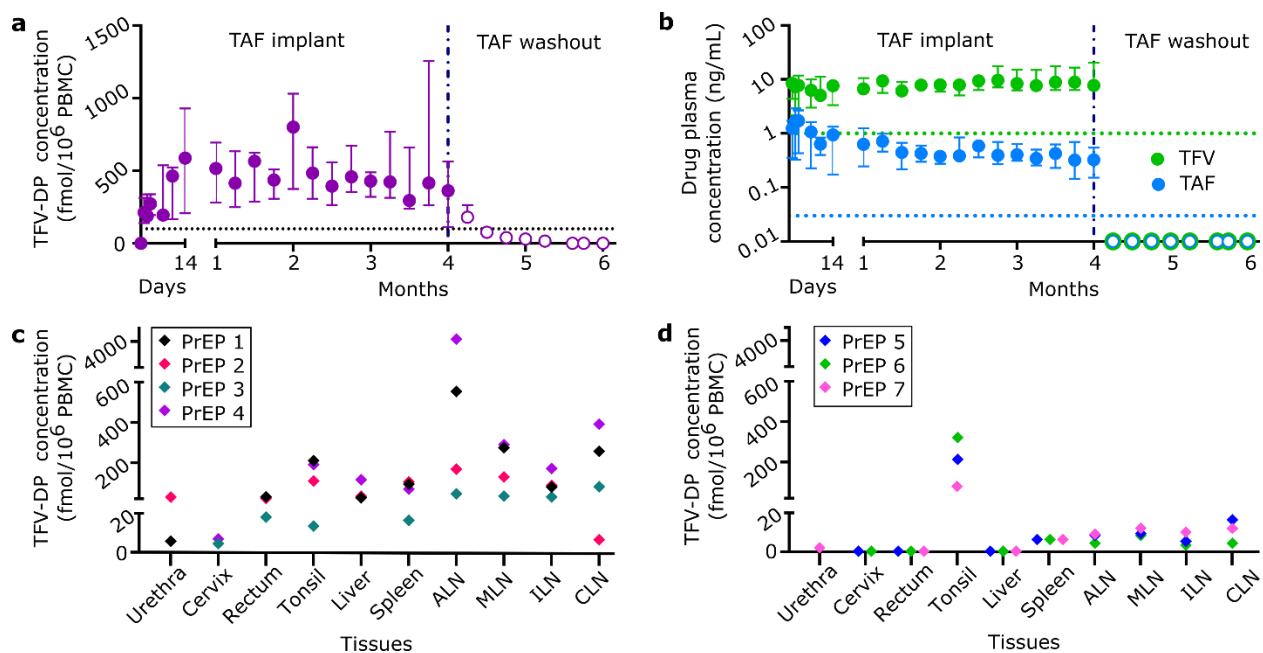 a
TFV-DP concentration
(fmol/10⁶ PBMC)
1500
1000
500
0
TAF implant
TAF washout
14
1
2
3
4
5
6
Days
Months
b
Drug plasma
concentration (ng/mL)
100
10
1
0.1
0.01
TAF implant
TAF washout
TFV
TAF
14
1
2
3
4
5
6
Days
Months
c
TFV-DP concentration
(fmol/10⁶ PBMC)
4000
600
400
200
20
0
PrEP 1
PrEP 2
PrEP 3
PrEP 4
Urethra
Cervix
Rectum
Tonsil
Liver
Spleen
ALN
MLN
ILN
CLN
Tissues
d
TFV-DP concentration
(fmol/10⁶ PBMC)
4000
600
400
200
20
0
PrEP 5
PrEP 6
PrEP 7
Urethra
Cervix
Rectum
Tonsil
Liver
Spleen
ALN
MLN
ILN
CLN
Tissues